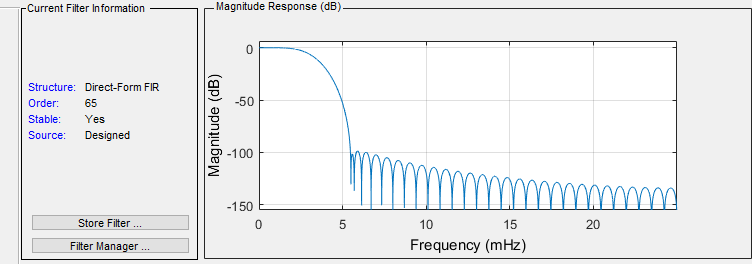 Current Filter Information
Structure: Direct-Form FIR
Order: 65
Stable: Yes
Source: Designed
Store Filter ...
Filter Manager ...
Magnitude Response (dB)
Magnitude (dB)
0
-50
-100
-150
0 5 10 15 20
Frequency (mHz)